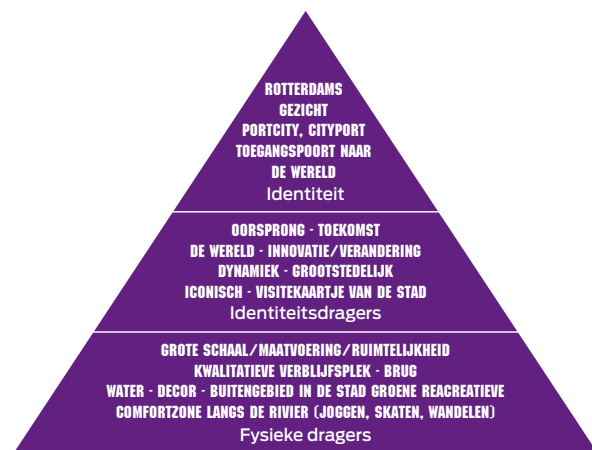 ROTTERDAMS
GEZICHT
PORTCITY, CITYPORT
TOEGANGSPOORT NAAR
DE WERELD
Identiteit
OORSPRONG - TOEKOMST
DE WERELD - INNOVATIE/VERANDERING
DYNAMIEK - GROOTSTEDELIJK
ICONISCH - VISITEKAARTJE VAN DE STAD
Identiteitsdragers
GROTE SCHAAL/MAATVOERING/RUIMTELIJKHEID
KWALITATIEVE VERBLIJFSPLEK - BRUG
WATER - DECOR - BUITENGEBIED IN DE STAD GROENE REACREATIEVE
COMFORTZONE LANGS DE RIVIER (JOGGEN, SKATEN, WANDELEN)
Fysieke dragers